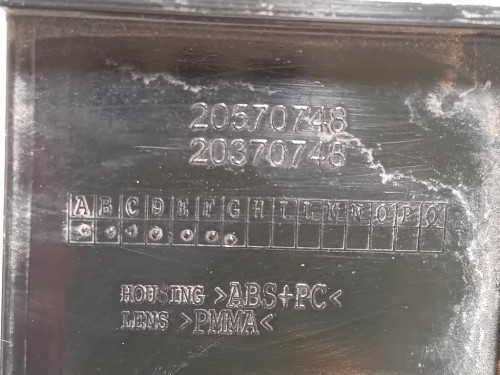 20570748
20370748
A B C D E F G H I L M N O P Q
HOUSING >ABS+PC<
LENS >PMMA<